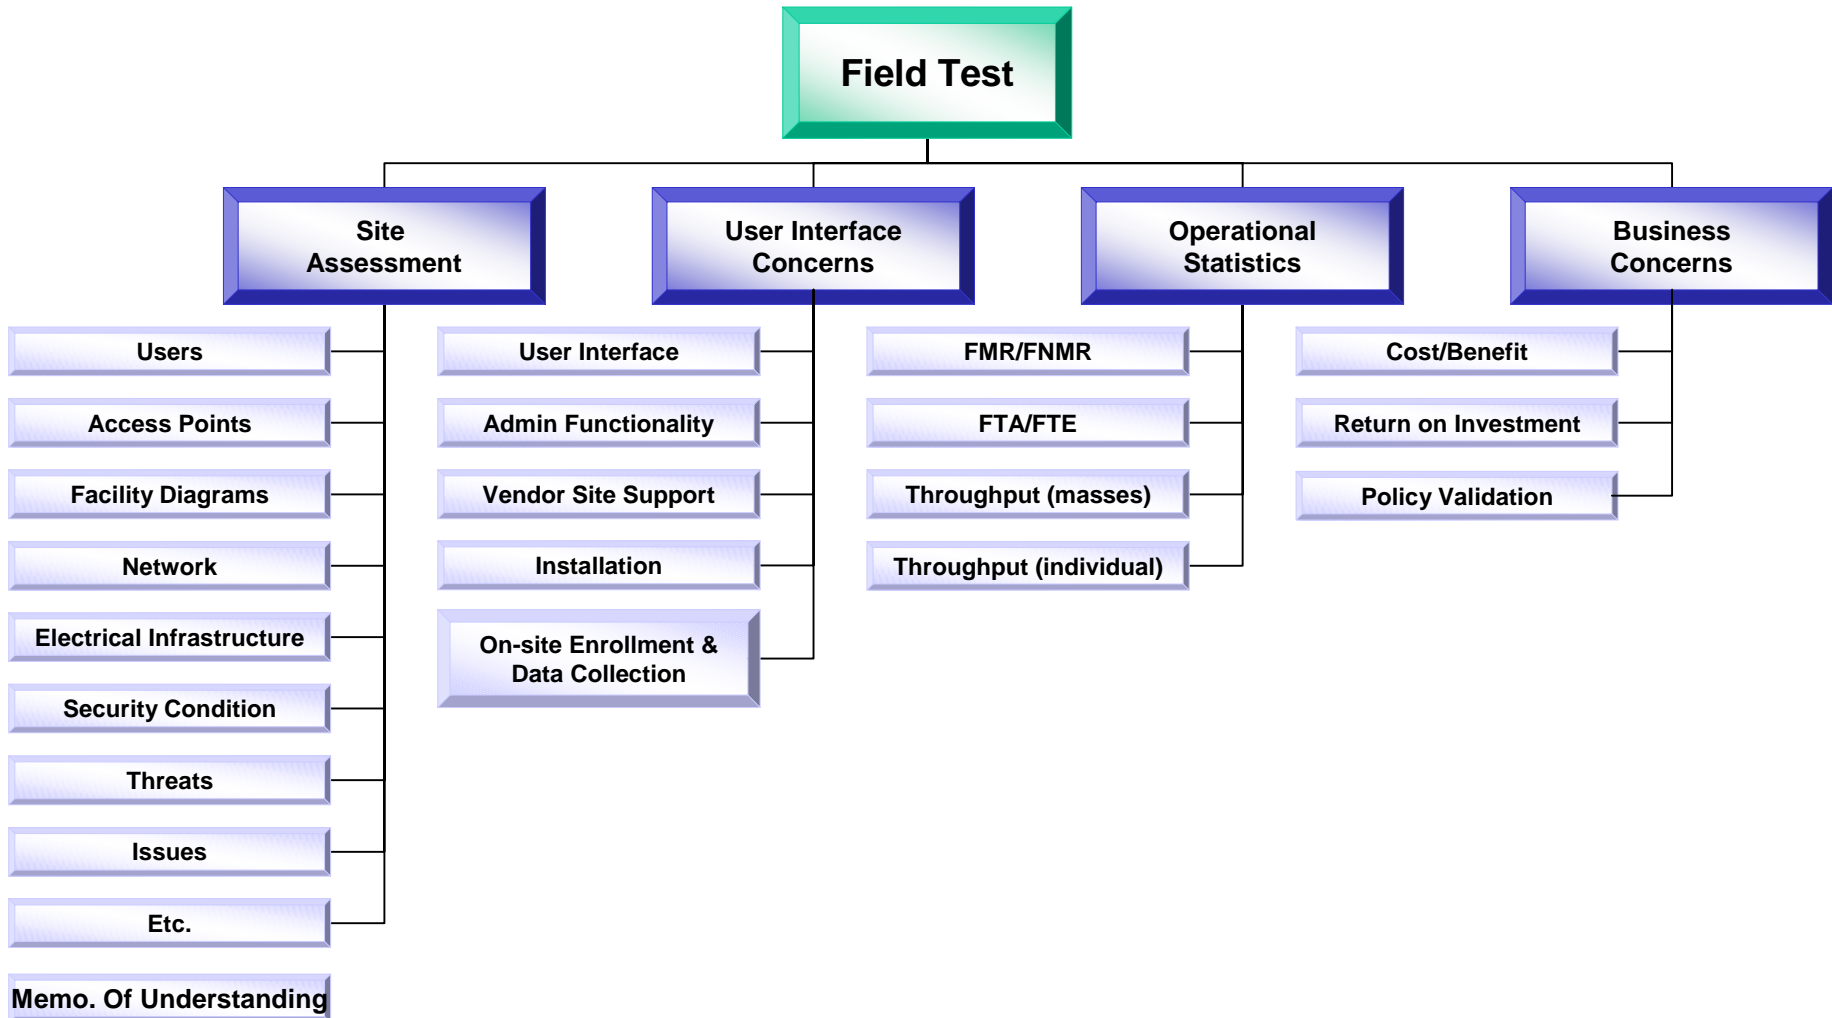 Field Test
Site
Assessment
User Interface
Concerns
Operational
Statistics
Business
Concerns
Users
Access Points
Facility Diagrams
Network
Electrical Infrastructure
Security Condition
Threats
Issues
Etc.
Memo. Of Understanding
User Interface
Admin Functionality
Vendor Site Support
Installation
On-site Enrollment &
Data Collection
FMR/FNMR
FTA/FTE
Throughput (masses)
Throughput (individual)
Cost/Benefit
Return on Investment
Policy Validation